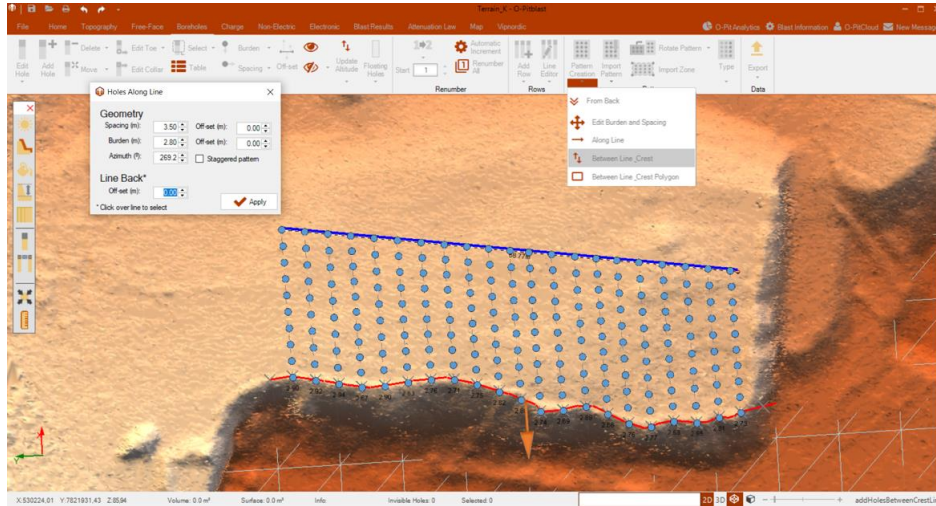 Terrain_K - O-Pitblast
File Home Topography Free-Face Boreholes Charge Non-Electric Electronic Blast Results Attenuation Law Map Vipnordic O-Pit Analytics Blast Information O-PitCloud New Message
Edit Hole Add Hole Delete Move Edit Top Edit Collar Select Table Burden Spacing Off-set Update Altitude Floating Holes Start 1 Automatic Increment Renumber All Add Row Line Editor Pattern Creation Import Pattern Rotate Pattern Import Zone Type Export
Renumber Rows Data
Holes Along Line
Geometry
Spacing (m): 3.50 Off-set (m): 0.00
Burden (m): 2.80 Off-set (m): 0.00
Azimuth (º): 269.2 Staggered pattern
Line Back*
Off-set (m): 0.00
*Click over line to select
Apply
From Back
Edit Burden and Spacing
Along Line
Between Line_Crest
Between Line_Crest Polygon
X:530224,01 Y:7821931,43 Z:85,94 Volume: 0.0 m³ Surface: 0.0 m² Info Invisible Holes: 0 Selected: 0 2D 3D addHolesBetweenCrestLi